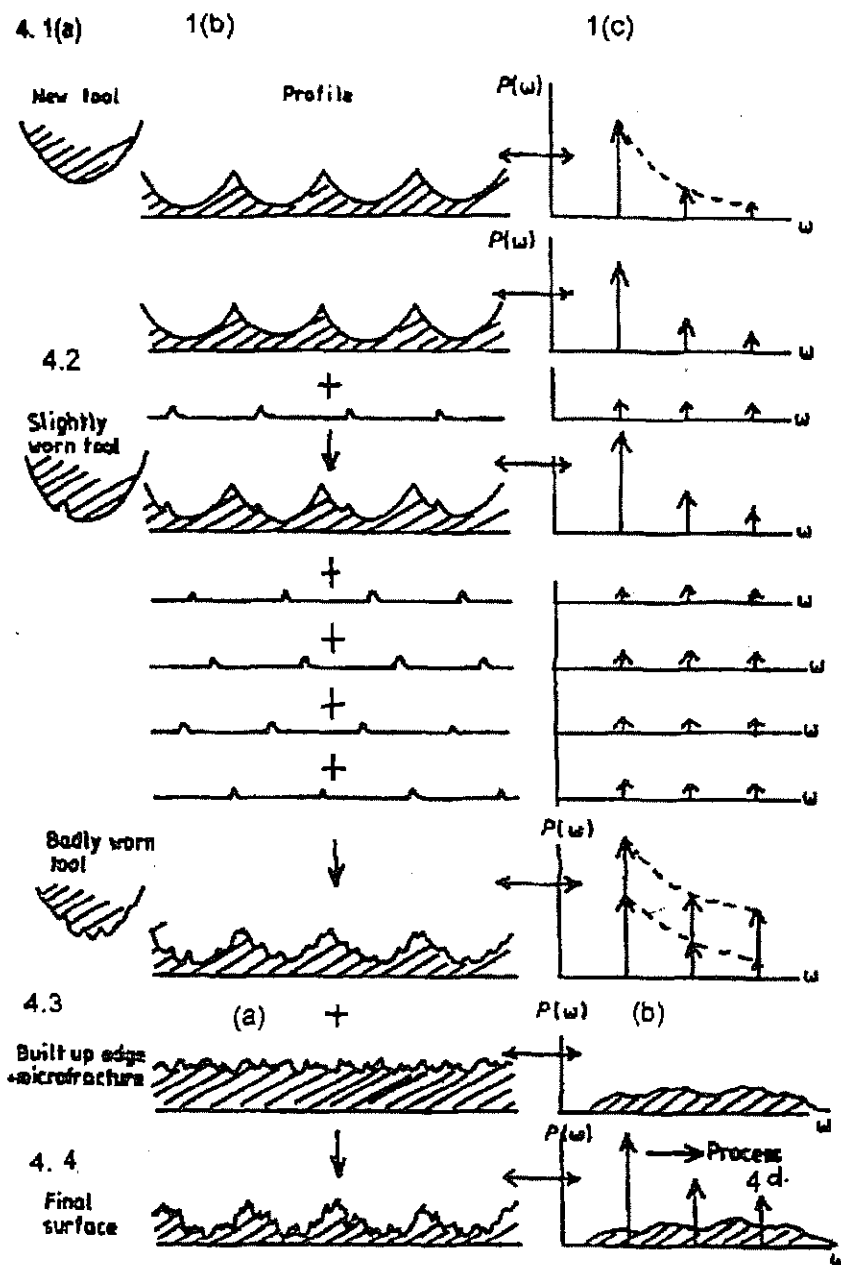 4. 1(a) 1(b) 1(c)
New tool Profile P(ω)
ω
P(ω)
ω
4.2
ω
Slightly
worn tool
ω
ω
ω
ω
ω
Badly worn
tool
P(ω)
ω
4.3 (a) P(ω) (b)
Built up edge
+microfracture
ω
4. 4 P(ω) Process
4 d.
Final
surface
ω